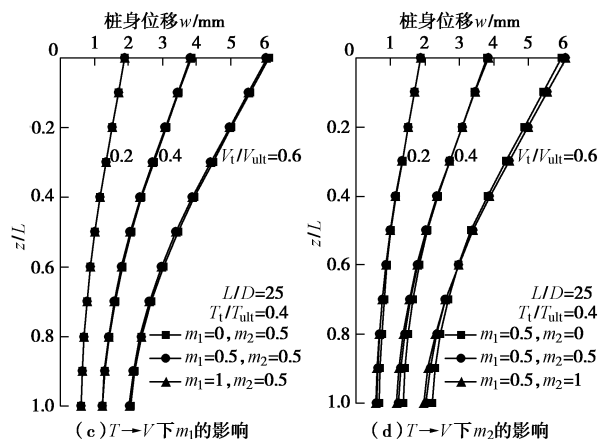 桩身位移w/mm
0 1 2 3 4 5 6
0.2
0.4
0.6
0.8
1.0
z/L
0.2 0.4 Vt/Vult=0.6
L/D=25
Tt/Tult=0.4
m1=0, m2=0.5
m1=0.5, m2=0.5
m1=1, m2=0.5
(c) T→V下m1的影响
桩身位移w/mm
0 1 2 3 4 5 6
0.2
0.4
0.6
0.8
1.0
z/L
0.2 0.4 Vt/Vult=0.6
L/D=25
Tt/Tult=0.4
m1=0.5, m2=0
m1=0.5, m2=0.5
m1=0.5, m2=1
(d) T→V下m2的影响